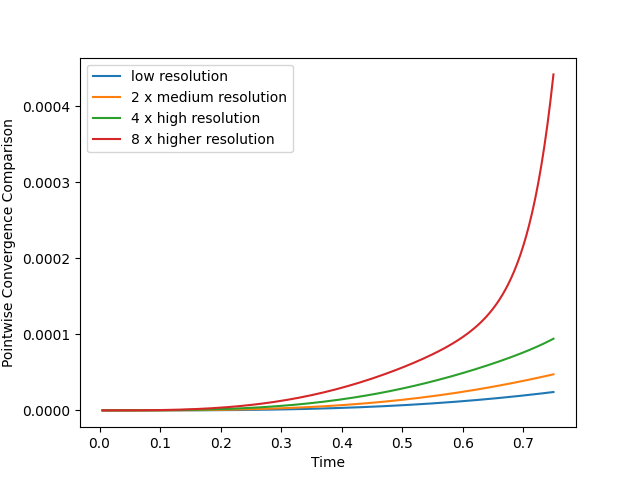 low resolution
2 x medium resolution
4 x high resolution
8 x higher resolution
Pointwise Convergence Comparison
0.0004
0.0003
0.0002
0.0001
0.0000
0.0 0.1 0.2 0.3 0.4 0.5 0.6 0.7
Time